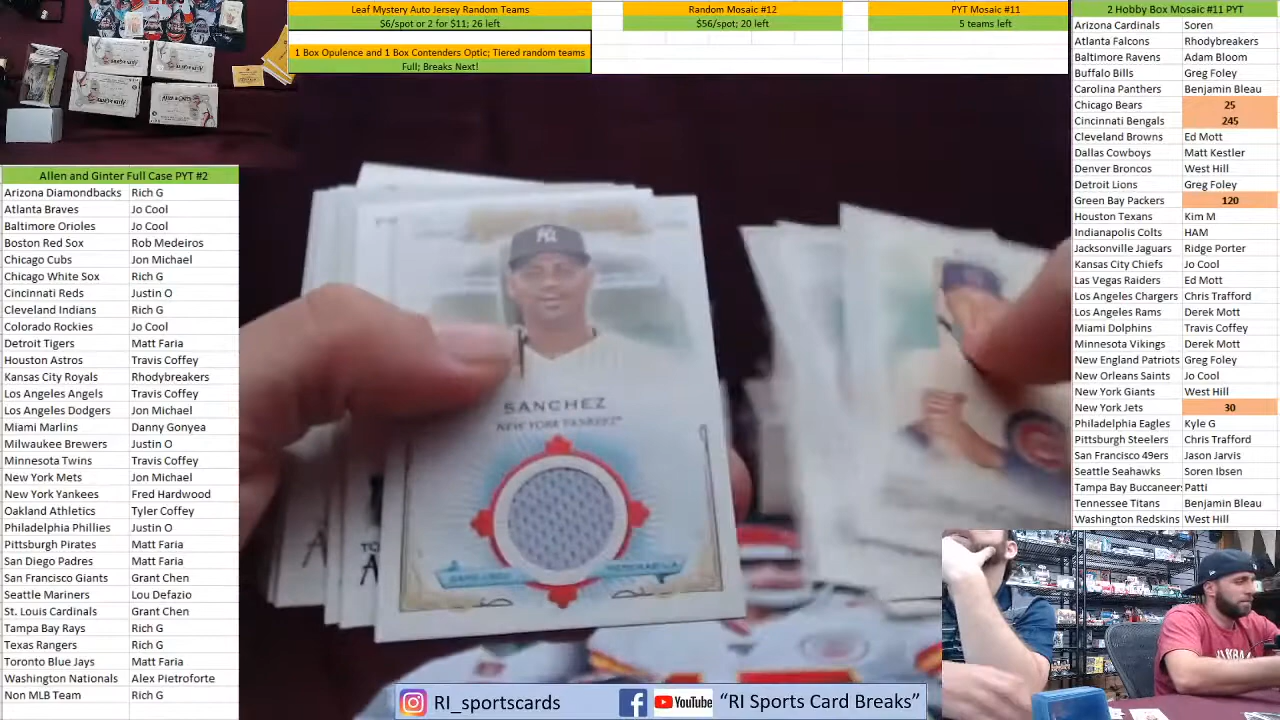 Leaf Mystery Auto Jersey Random Teams
$6/spot or 2 for $11; 26 left
1 Box Opulence and 1 Box Contenders Optic; Tiered random teams
Full; Breaks Next!
Random Mosaic #12
$56/spot; 20 left
PYT Mosaic #11
5 teams left
2 Hobby Box Mosaic #11 PYT
Arizona Cardinals Soren
Atlanta Falcons Rhodybreakers
Baltimore Ravens Adam Bloom
Buffalo Bills Greg Foley
Carolina Panthers Benjamin Bleau
Chicago Bears 25
Cincinnati Bengals 245
Cleveland Browns Ed Mott
Dallas Cowboys Matt Kestler
Denver Broncos West Hill
Detroit Lions Greg Foley
Green Bay Packers 120
Houston Texans Kim M
Indianapolis Colts HAM
Jacksonville Jaguars Ridge Porter
Kansas City Chiefs Jo Cool
Las Vegas Raiders Ed Mott
Los Angeles Chargers Chris Trafford
Los Angeles Rams Derek Mott
Miami Dolphins Travis Coffey
Minnesota Vikings Derek Mott
New England Patriots Greg Foley
New Orleans Saints Jo Cool
New York Giants West Hill
New York Jets 30
Philadelphia Eagles Kyle G
Pittsburgh Steelers Chris Trafford
San Francisco 49ers Jason Jarvis
Seattle Seahawks Soren Ibsen
Tampa Bay Buccaneer Patti
Tennessee Titans Benjamin Bleau
Washington Redskins West Hill
Allen and Ginter Full Case PYT #2
Arizona Diamondbacks Rich G
Atlanta Braves Jo Cool
Baltimore Orioles Jo Cool
Boston Red Sox Rob Medeiros
Chicago Cubs Jon Michael
Chicago White Sox Rich G
Cincinnati Reds Justin O
Cleveland Indians Rich G
Colorado Rockies Jo Cool
Detroit Tigers Matt Faria
Houston Astros Travis Coffey
Kansas City Royals Rhodybreakers
Los Angeles Angels Travis Coffey
Los Angeles Dodgers Jon Michael
Miami Marlins Danny Gonyea
Milwaukee Brewers Justin O
Minnesota Twins Travis Coffey
New York Mets Jon Michael
New York Yankees Fred Hardwood
Oakland Athletics Tyler Coffey
Philadelphia Phillies Justin O
Pittsburgh Pirates Matt Faria
San Diego Padres Matt Faria
San Francisco Giants Grant Chen
Seattle Mariners Lou Defazio
St. Louis Cardinals Grant Chen
Tampa Bay Rays Rich G
Texas Rangers Rich G
Toronto Blue Jays Matt Faria
Washington Nationals Alex Pietroforte
Non MLB Team Rich G
SANCHEZ
NEW YORK YANKEES
RI_sportscards
YouTube
“RI Sports Card Breaks”